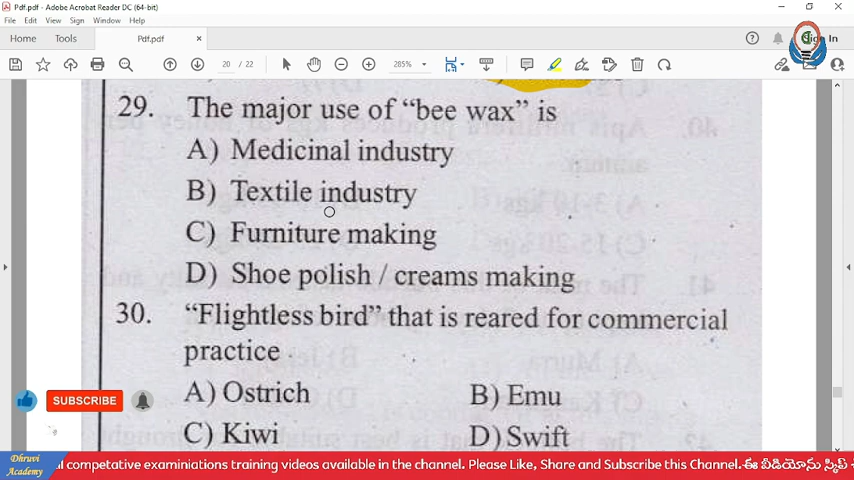 Pdf.pdf - Adobe Acrobat Reader DC (64-bit)
File Edit View Sign Window Help
Home Tools Pdf.pdf × Sign In
20 / 22 285%
29. The major use of “bee wax” is
A) Medicinal industry
B) Textile industry
C) Furniture making
D) Shoe polish / creams making
30. “Flightless bird” that is reared for commercial
practice
A) Ostrich B) Emu
C) Kiwi D) Swift
SUBSCRIBE
Dhruvi
Academy
competative examiniations training videos available in the channel. Please Like, Share and Subscribe this Channel. ఈ వీడియోను స్కిప్